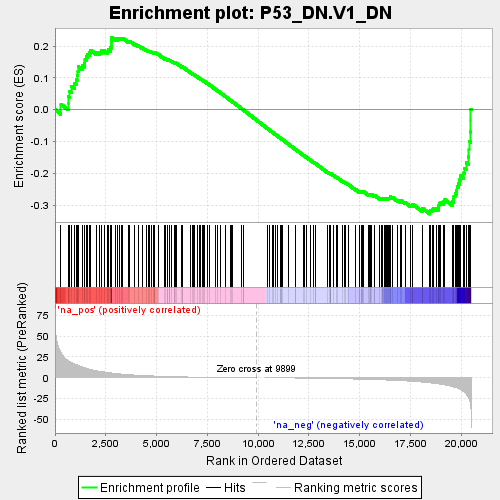 Enrichment plot: P53_DN.V1_DN
Enrichment score (ES)
0.2
0.1
0.0
-0.1
-0.2
-0.3
'na_pos' (positively correlated)
Ranked list metric (PreRanked)
75
50
25
0
-25
-50
Zero cross at 9899
'na_neg' (negatively correlated)
0
2,500
5,000
7,500
10,000
12,500
15,000
17,500
20,000
Rank in Ordered Dataset
Enrichment profile
Hits
Ranking metric scores